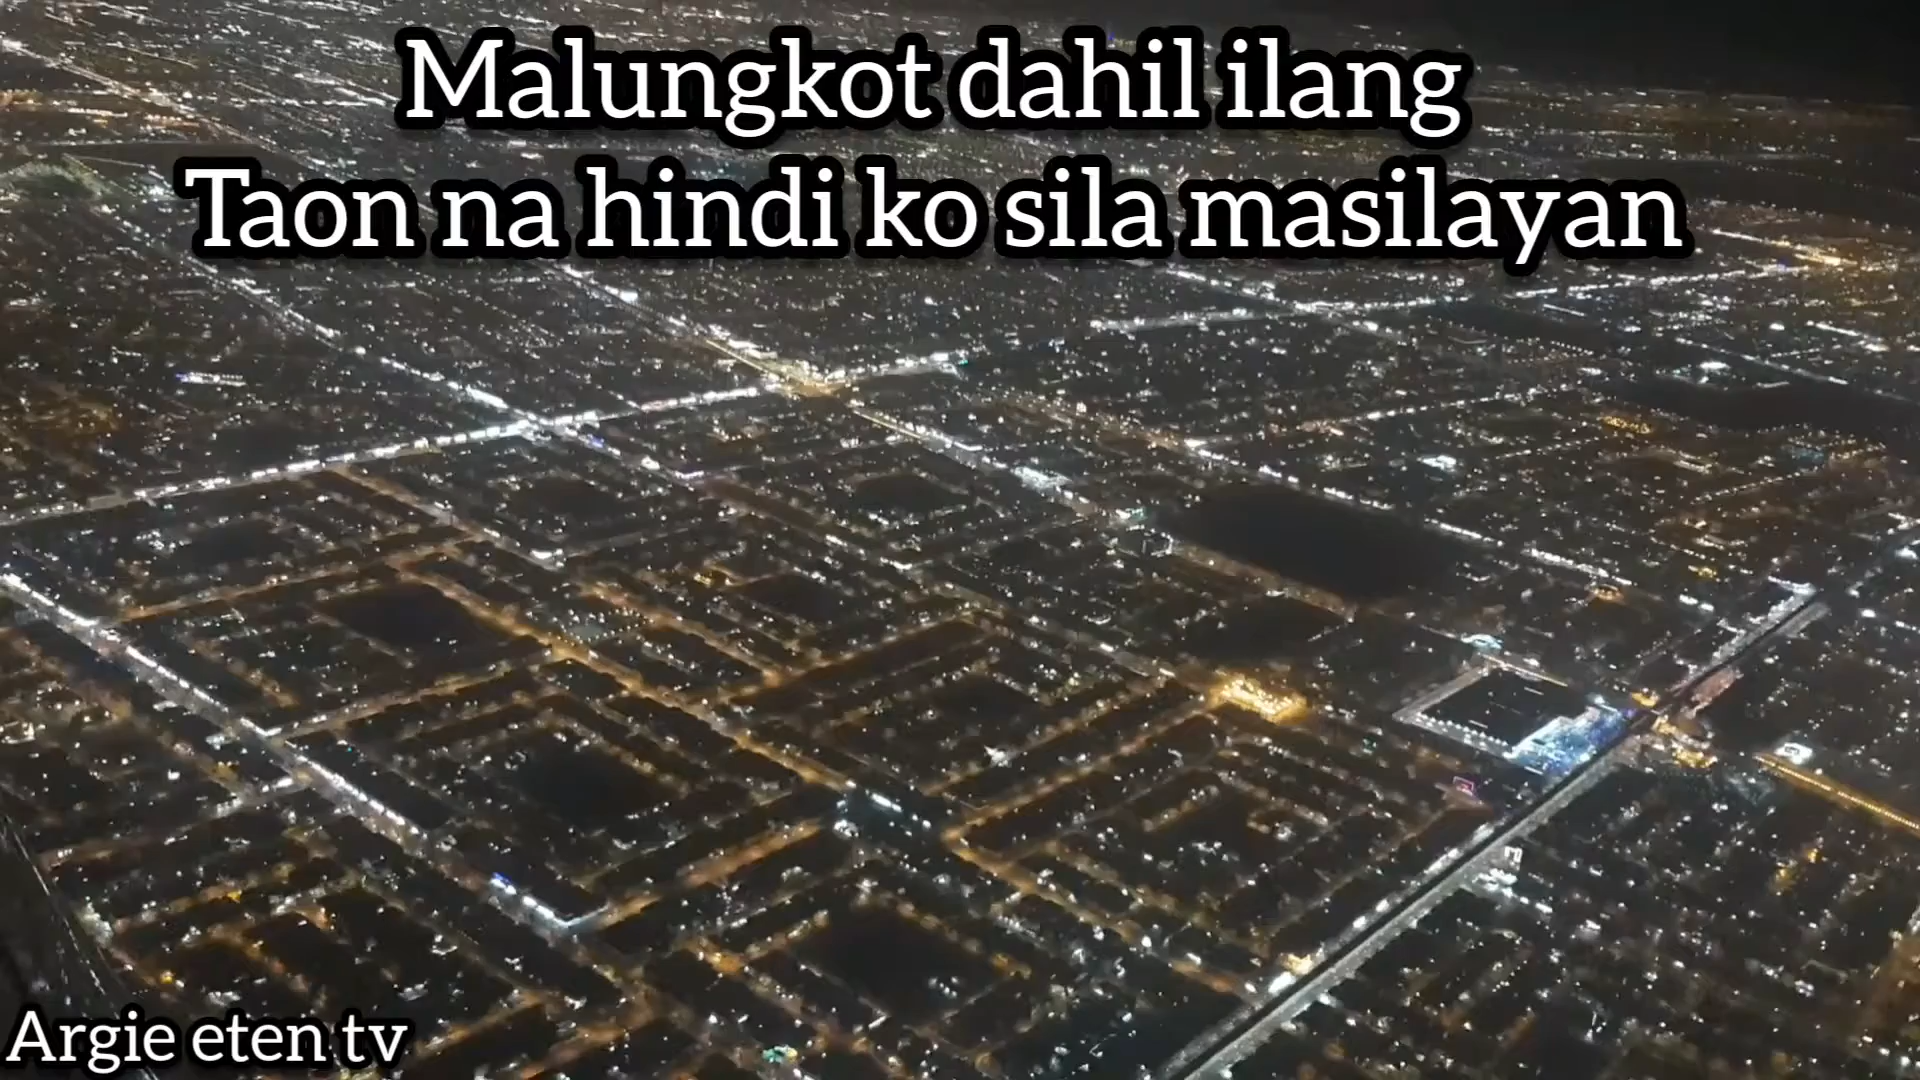 Malungkot dahil ilang
Taon na hindi ko sila masilayan
Argie eten tv